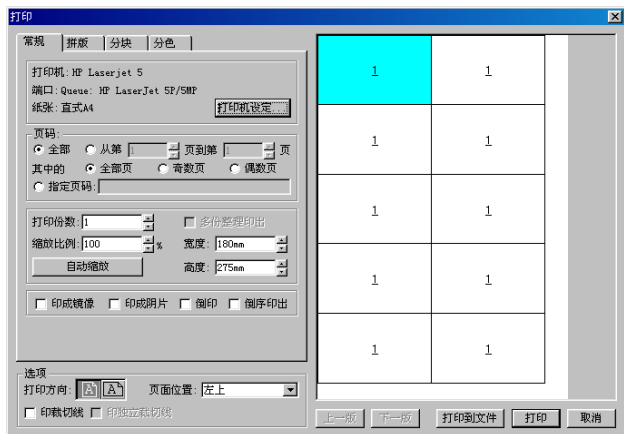 打印
常规 拼版 分块 分色
打印机: HP Laserjet 5
端口: Queue: HP LaserJet 5P/5MP
纸张: 直式A4 打印机设定...
页码:
全部 从第 1 页到第 1 页
其中的 全部页 奇数页 偶数页
指定页码:
打印份数: 1 多份整理印出
缩放比例: 100 % 宽度: 180mm
自动缩放 高度: 275mm
印成镜像 印成阴片 倒印 倒序印出
选项
打印方向: A A 页面位置: 左上
印裁切线 印独立裁切线
1 1
1 1
1 1
1 1
1 1
上一版 下一版 打印到文件 打印 取消